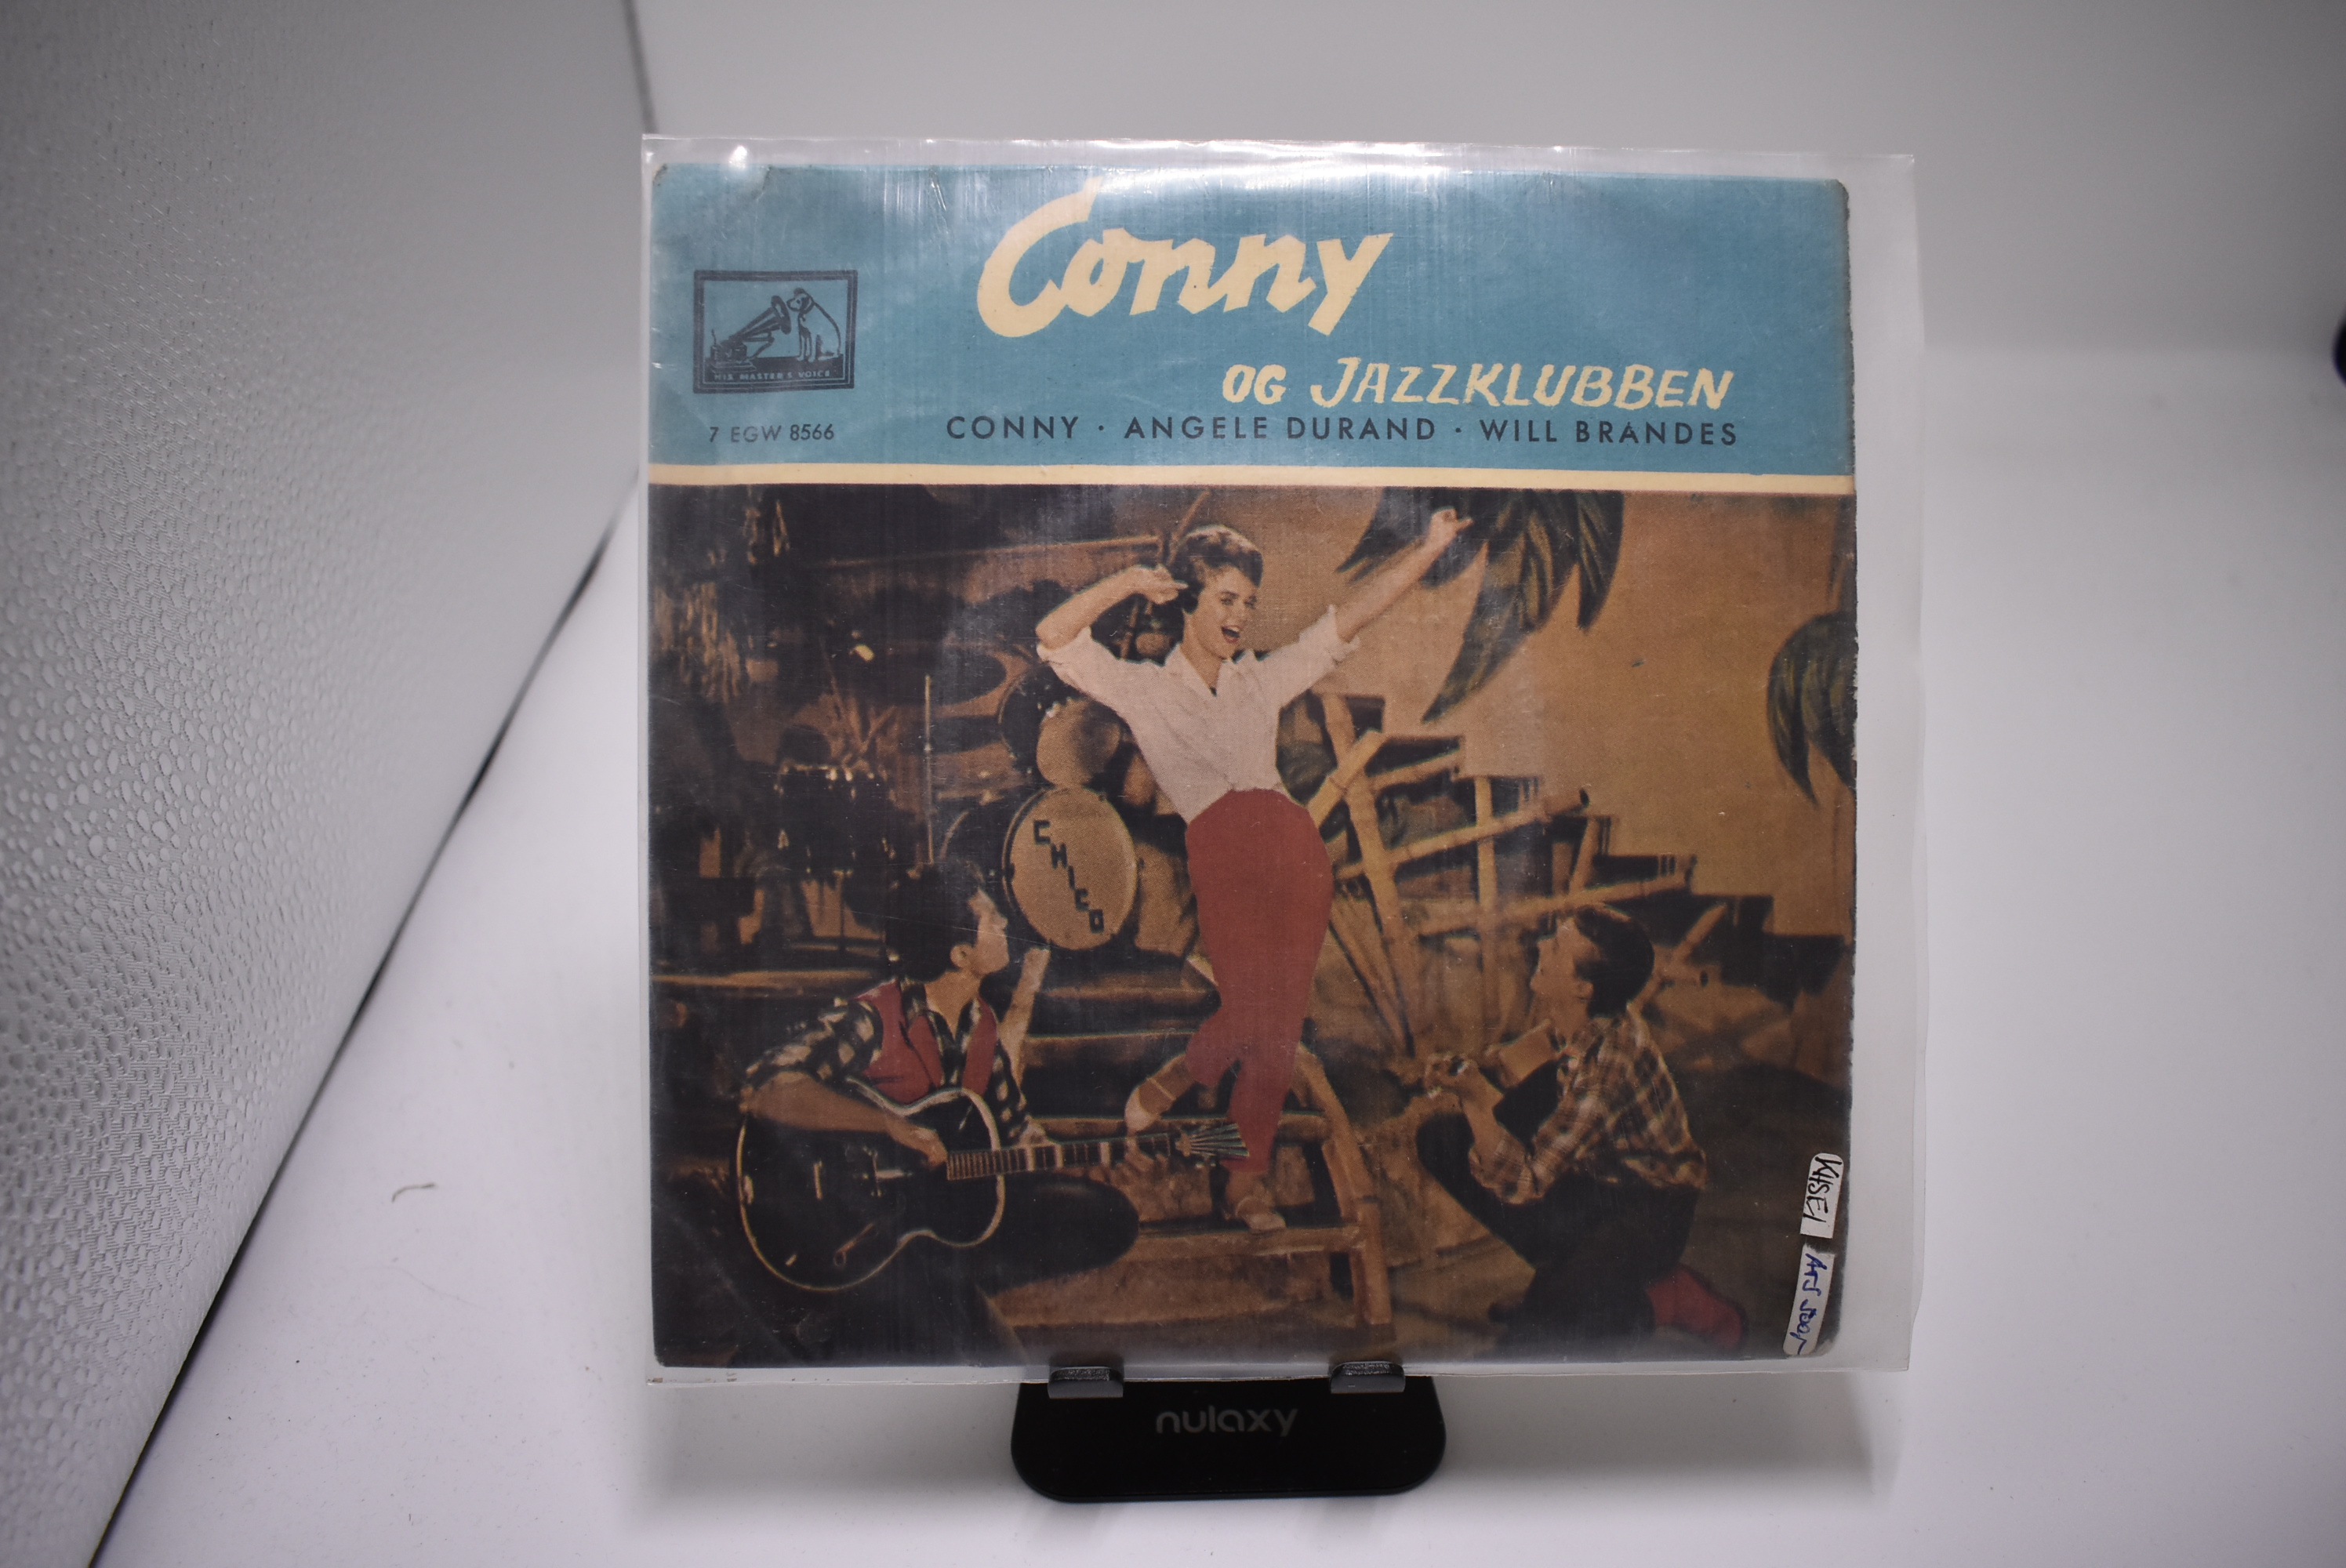 Conny
OG JAZZKLUBBEN
HIS MASTER'S VOICE
7 EGW 8566
CONNY · ANGELE DURAND · WILL BRANDES
CHICO
nulaxy